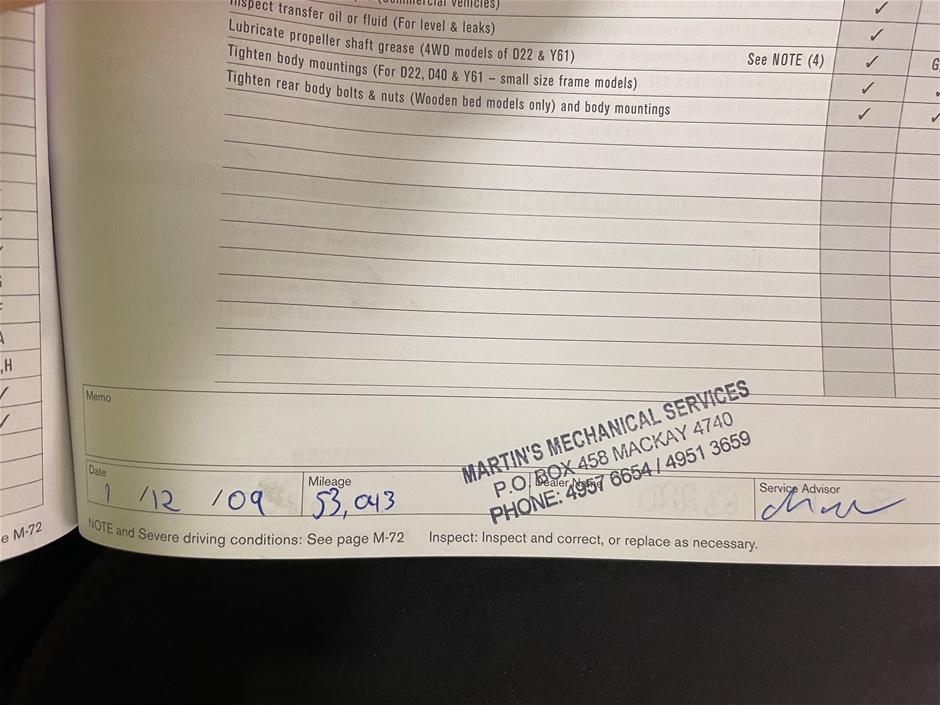 Inspect transfer oil or fluid (For level & leaks) ✓
Lubricate propeller shaft grease (4WD models of D22 & Y61) See NOTE (4) ✓ G
Tighten body mountings (For D22, D40 & Y61 – small size frame models) ✓ ✓
Tighten rear body bolts & nuts (Wooden bed models only) and body mountings ✓ ✓
,H
Memo
MARTIN'S MECHANICAL SERVICES
P.O. BOX 458 MACKAY 4740
PHONE: 4957 6654 / 4951 3659
Date
1 /12 /09
Mileage
53,043
Dealer Name
Service Advisor
e M-72
NOTE and Severe driving conditions: See page M-72 Inspect: Inspect and correct, or replace as necessary.